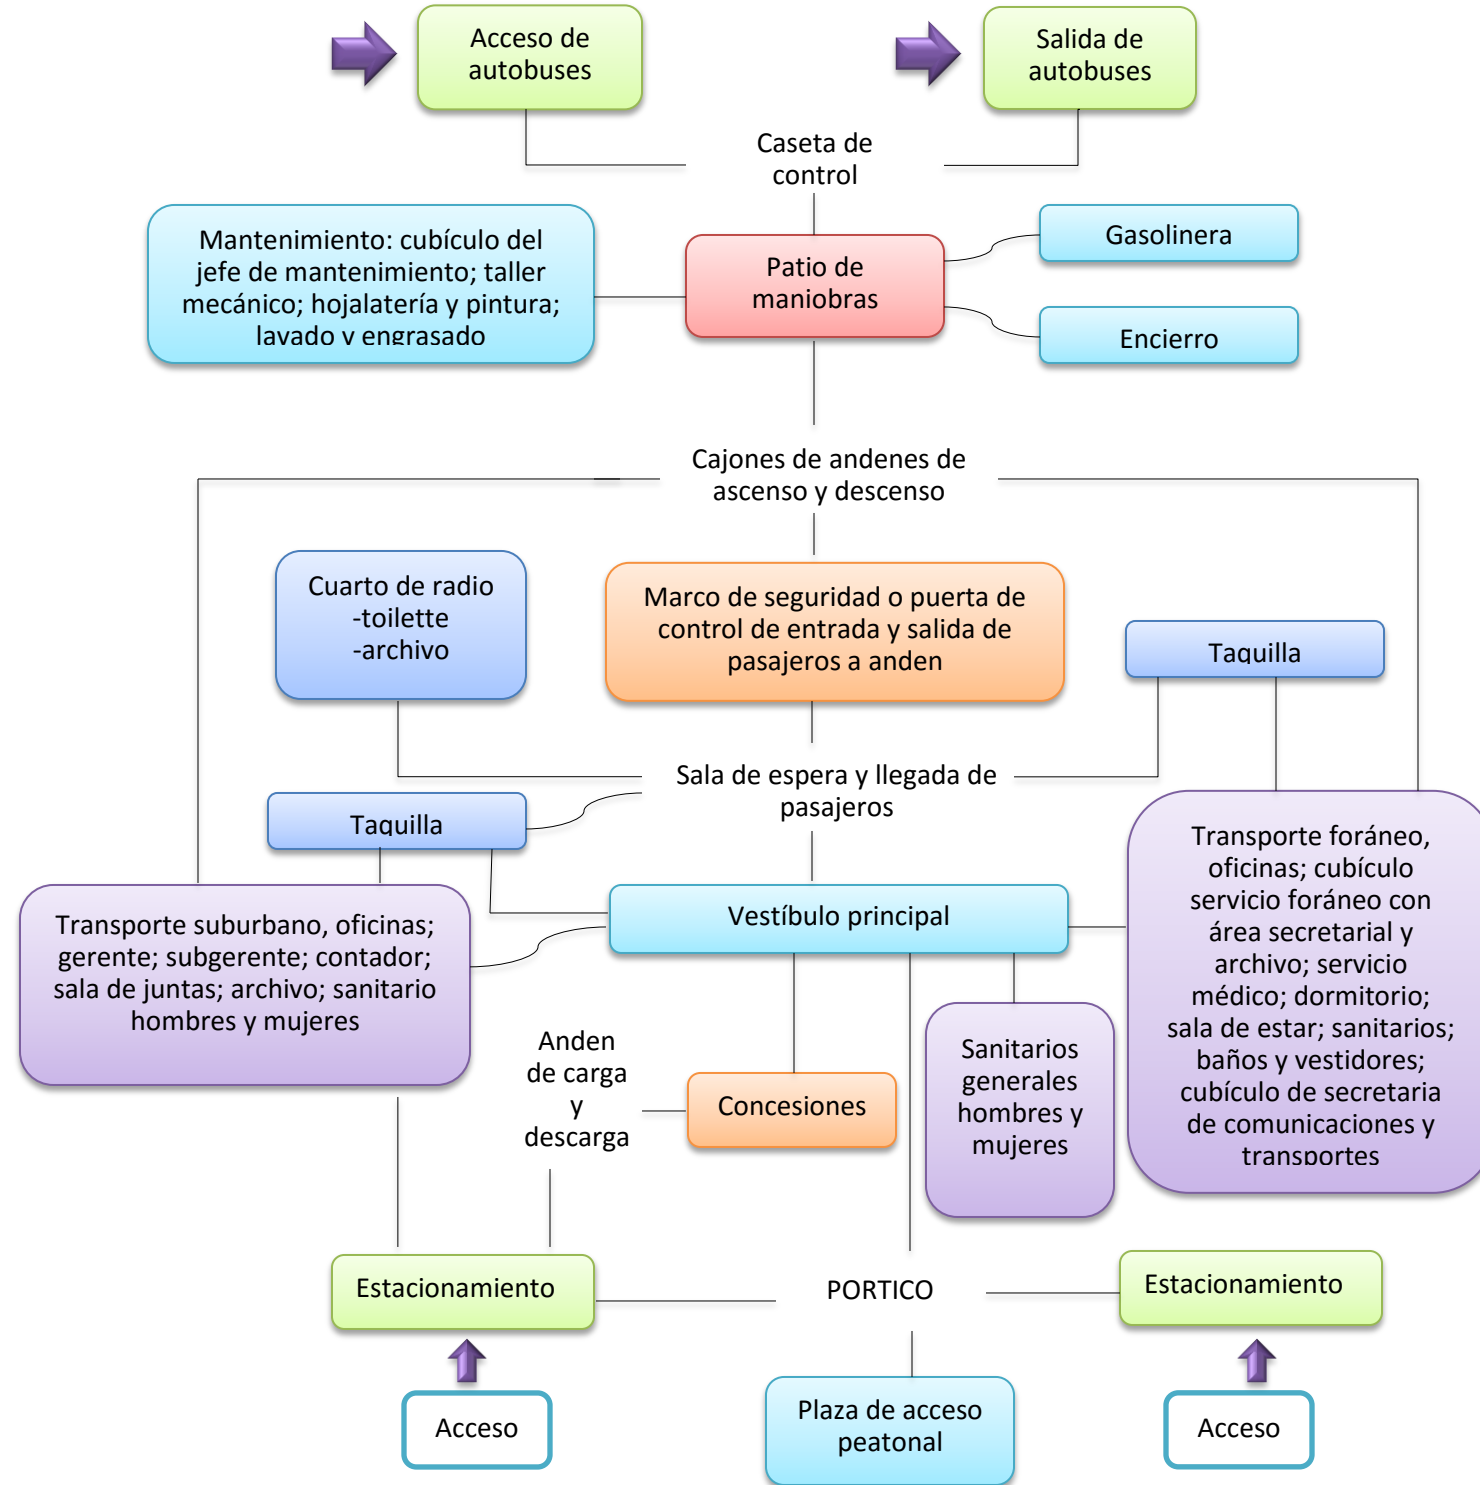 Acceso de
autobuses
Salida de
autobuses
Caseta de
control
Mantenimiento: cubículo del
jefe de mantenimiento; taller
mecánico; hojalatería y pintura;
lavado y engrasado
Patio de
maniobras
Gasolinera
Encierro
Cajones de andenes de
ascenso y descenso
Cuarto de radio
-toilette
-archivo
Marco de seguridad o puerta de
control de entrada y salida de
pasajeros a anden
Taquilla
Sala de espera y llegada de
pasajeros
Taquilla
Vestíbulo principal
Transporte suburbano, oficinas;
gerente; subgerente; contador;
sala de juntas; archivo; sanitario
hombres y mujeres
Transporte foráneo,
oficinas; cubículo
servicio foráneo con
área secretarial y
archivo; servicio
médico; dormitorio;
sala de estar; sanitarios;
baños y vestidores;
cubículo de secretaria
de comunicaciones y
transportes
Anden
de carga
y
descarga
Concesiones
Sanitarios
generales
hombres y
mujeres
Estacionamiento
PORTICO
Estacionamiento
Acceso
Plaza de acceso
peatonal
Acceso